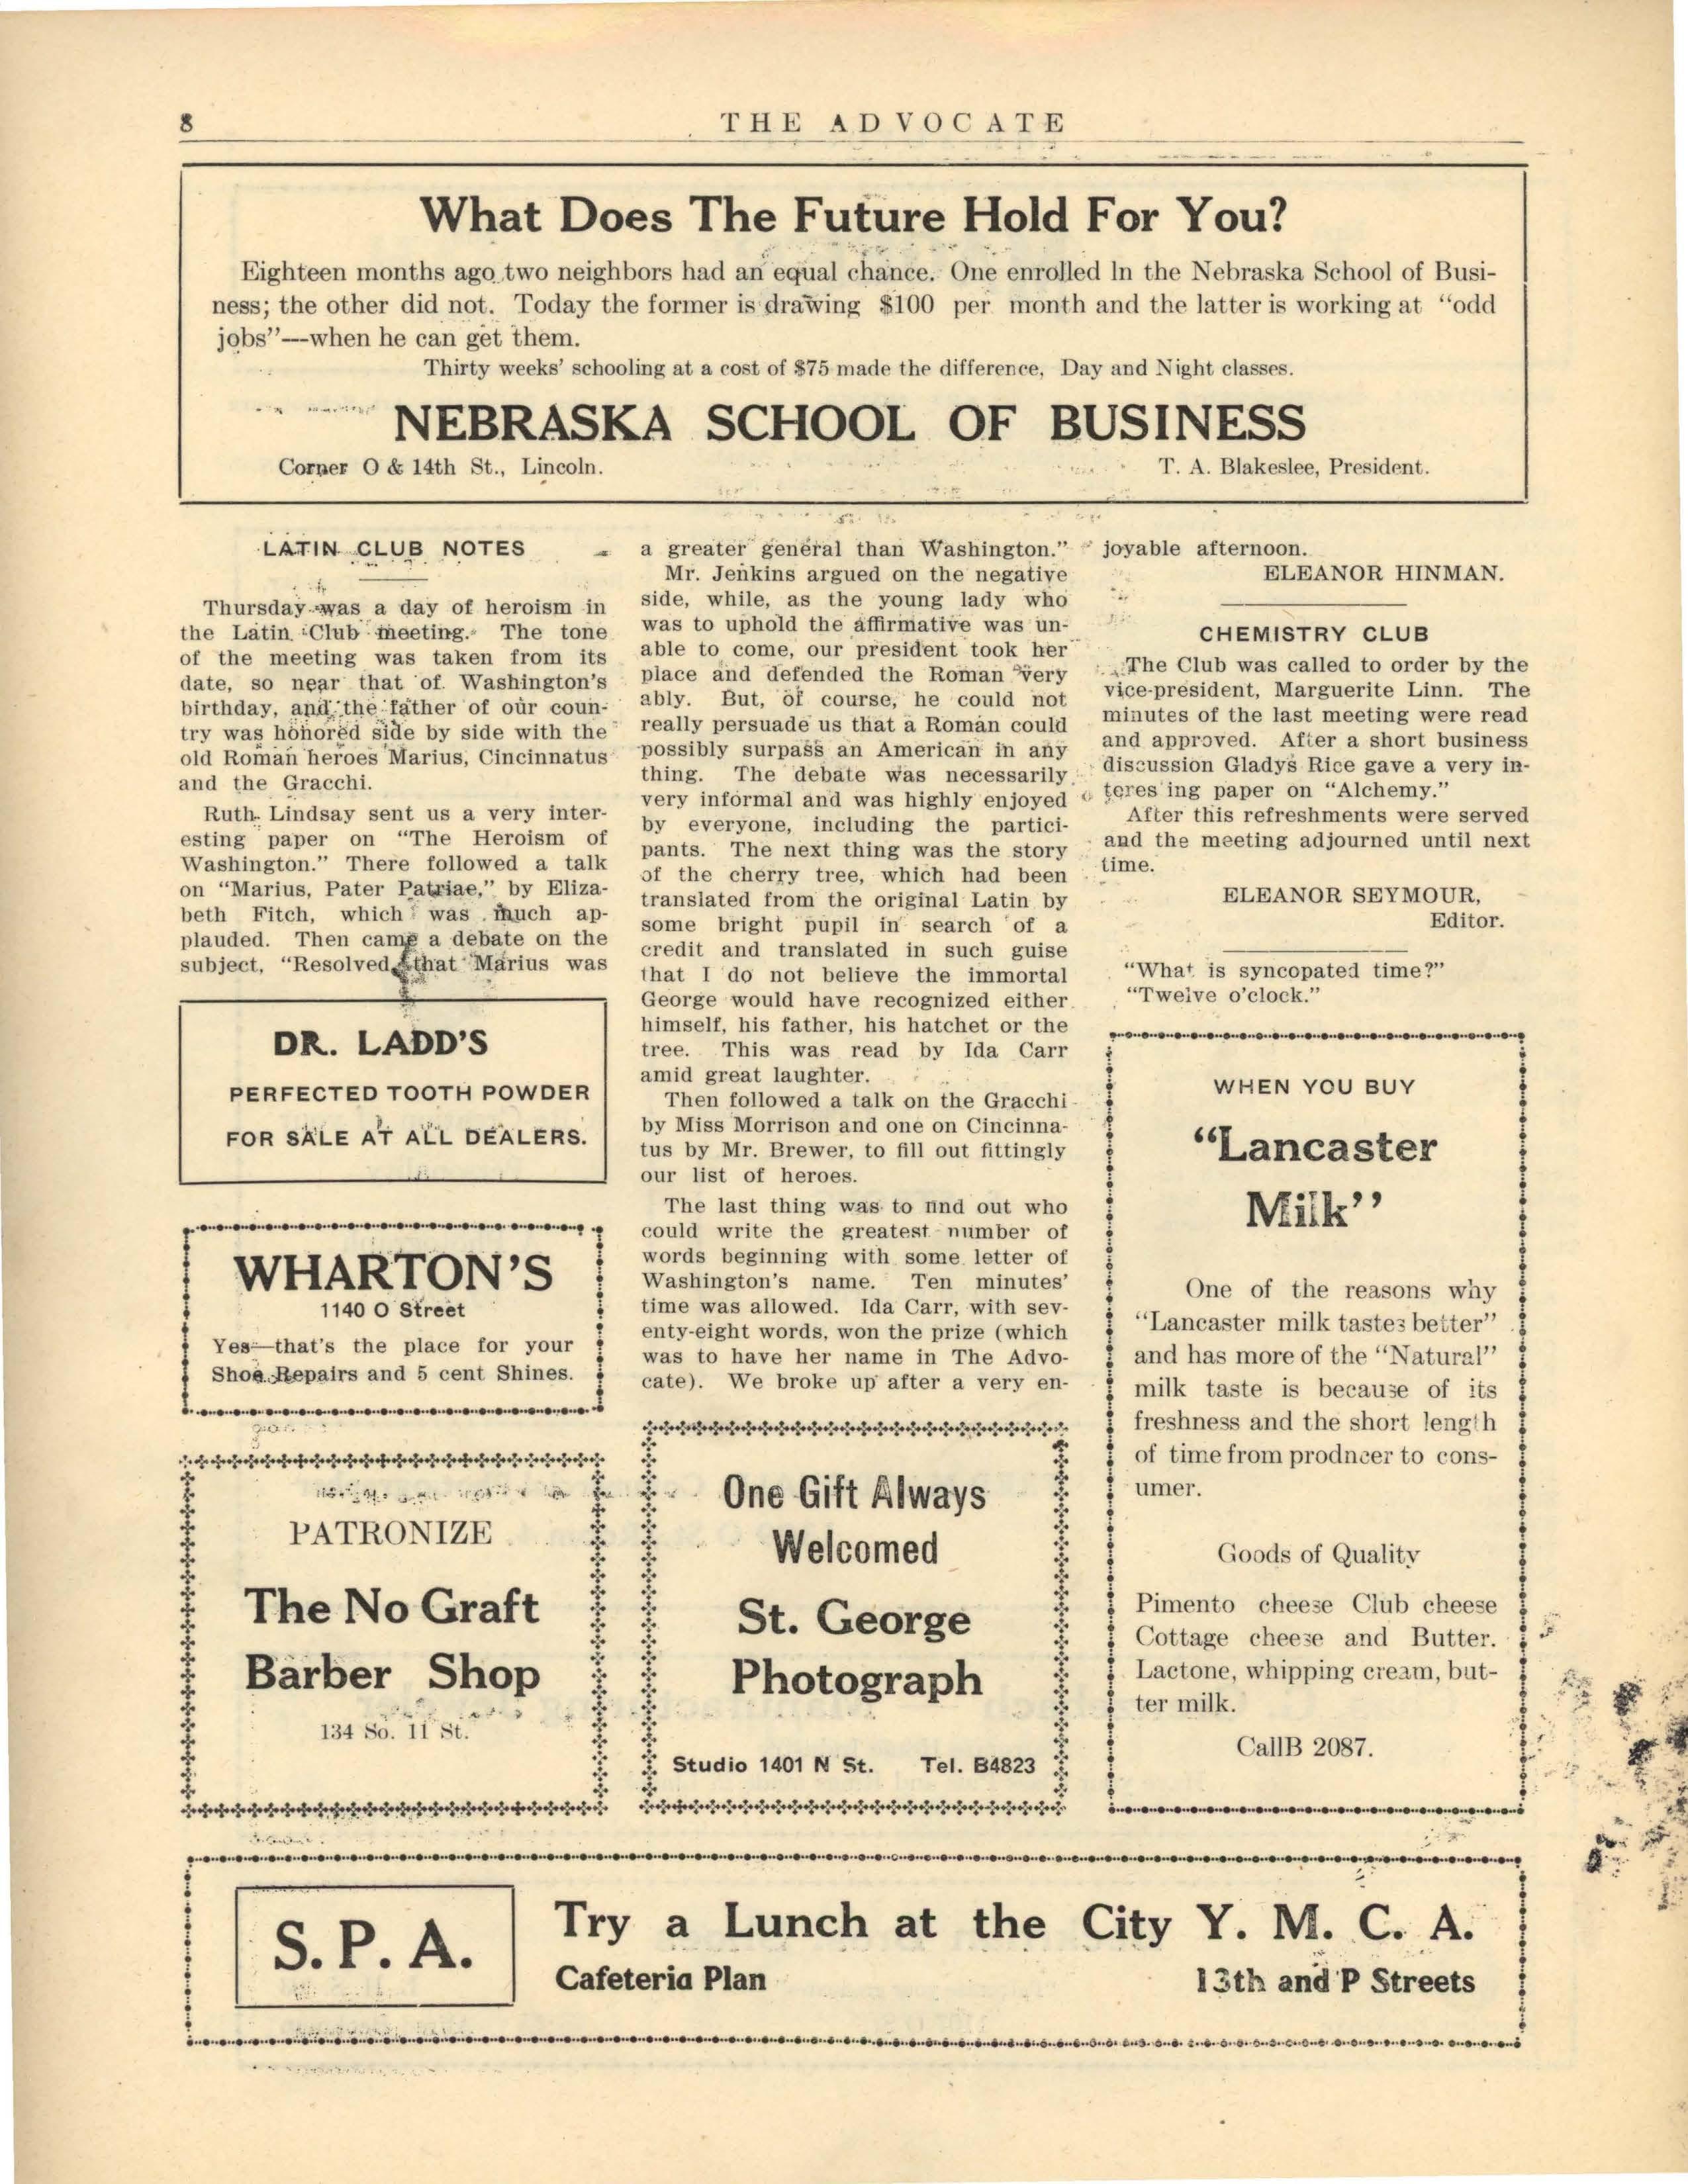 8
THE ADVOCATE
What Does The Future Hold For You?
Eighteen months ago two neighbors had an equal chance. One enrolled In the Nebraska School of Busi-
ness; the other did not. Today the former is drawing $100 per month and the latter is working at "odd
jobs"—when he can get them.
Thirty weeks' schooling at a cost of $75 made the difference, Day and Night classes.
NEBRASKA SCHOOL OF BUSINESS
Corner O & 14th St., Lincoln.
T. A. Blakeslee, President.
LATIN CLUB NOTES
Thursday was a day of heroism in
the Latin Club meeting. The tone
of the meeting was taken from its
date, so near that of Washington's
birthday, and the father of our coun-
try was honored side by side with the
old Roman heroes Marius, Cincinnatus
and the Gracchi.
Ruth Lindsay sent us a very inter-
esting paper on "The Heroism of
Washington." There followed a talk
on "Marius, Pater Patriae," by Eliza-
beth Fitch, which was much ap-
plauded. Then came a debate on the
subject, "Resolved, that Marius was
DR. LADD'S
PERFECTED TOOTH POWDER
FOR SALE AT ALL DEALERS.
WHARTON'S
1140 O Street
Yes—that's the place for your
Shoe Repairs and 5 cent Shines.
PATRONIZE
The No Graft
Barber Shop
134 So. 11 St.
a greater general than Washington."
Mr. Jenkins argued on the negative
side, while, as the young lady who
was to uphold the affirmative was un-
able to come, our president took her
place and defended the Roman very
ably. But, of course, he could not
really persuade us that a Roman could
possibly surpass an American in any
thing. The debate was necessarily
very informal and was highly enjoyed
by everyone, including the partici-
pants. The next thing was the story
of the cherry tree, which had been
translated from the original Latin by
some bright pupil in search of a
credit and translated in such guise
that I do not believe the immortal
George would have recognized either
himself, his father, his hatchet or the
tree. This was read by Ida Carr
amid great laughter.
Then followed a talk on the Gracchi
by Miss Morrison and one on Cincinna-
tus by Mr. Brewer, to fill out fittingly
our list of heroes.
The last thing was to find out who
could write the greatest number of
words beginning with some letter of
Washington's name. Ten minutes'
time was allowed. Ida Carr, with sev-
enty-eight words, won the prize (which
was to have her name in The Advo-
cate). We broke up after a very en-
One Gift Always
Welcomed
St. George
Photograph
Studio 1401 N St. Tel. B4823
joyable afternoon.
ELEANOR HINMAN.
CHEMISTRY CLUB
The Club was called to order by the
vice-president, Marguerite Linn. The
minutes of the last meeting were read
and approved. After a short business
discussion Gladys Rice gave a very in-
teres ing paper on "Alchemy."
After this refreshments were served
and the meeting adjourned until next
time.
ELEANOR SEYMOUR,
Editor.
"What is syncopated time?"
"Twelve o'clock."
WHEN YOU BUY
"Lancaster
Milk"
One of the reasons why
"Lancaster milk tastes better"
and has more of the "Natural"
milk taste is because of its
freshness and the short length
of time from prodncer to cons-
umer.
Goods of Quality
Pimento cheese Club cheese
Cottage cheese and Butter.
Lactone, whipping cream, but-
ter milk.
CallB 2087.
S. P. A.
Try a Lunch at the City Y. M. C. A.
Cafeteria Plan
13th and P Streets